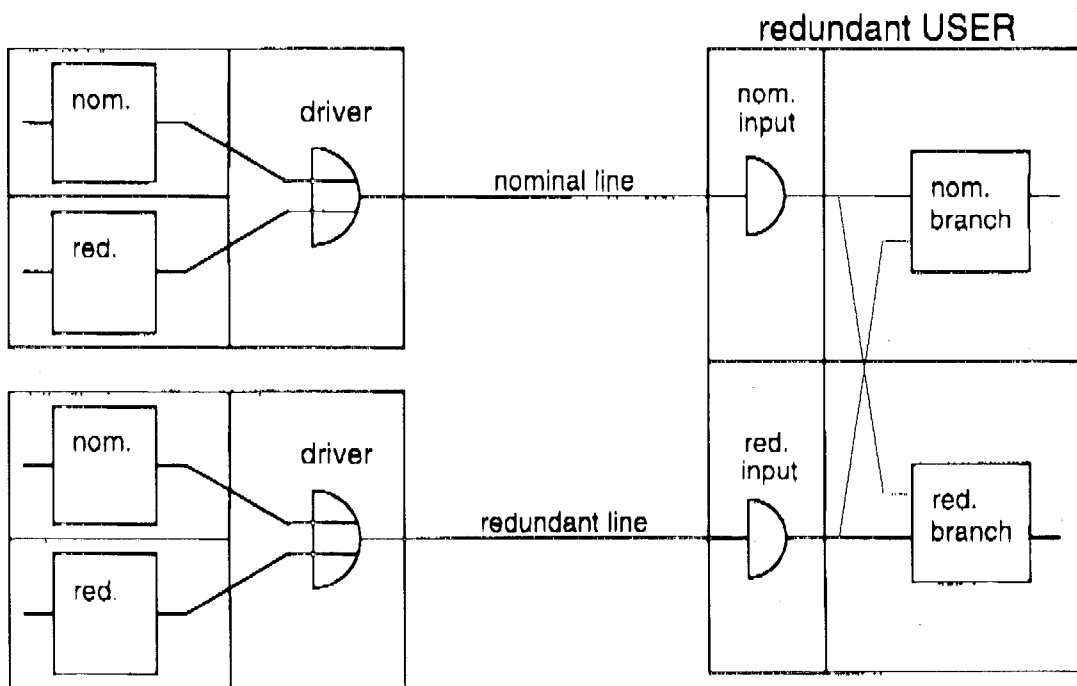 redundant USER
nom.
driver
red.
nominal line
nom.
input
nom.
branch
nom.
driver
red.
redundant line
red.
input
red.
branch